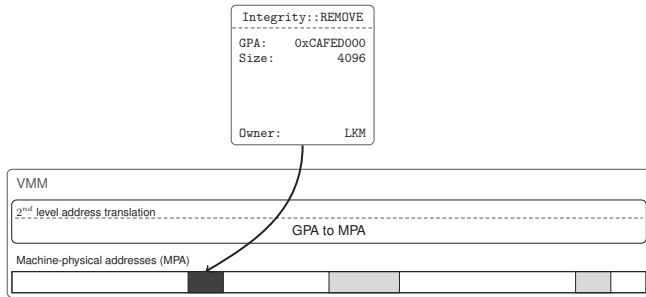 Integrity::REMOVE
GPA: 0xCAFED000
Size: 4096
Owner: LKM
VMM
2nd level address translation
GPA to MPA
Machine-physical addresses (MPA)